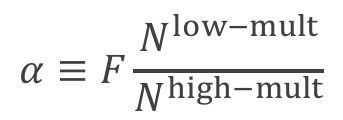 α ≡ F N^low−mult / N^high−mult